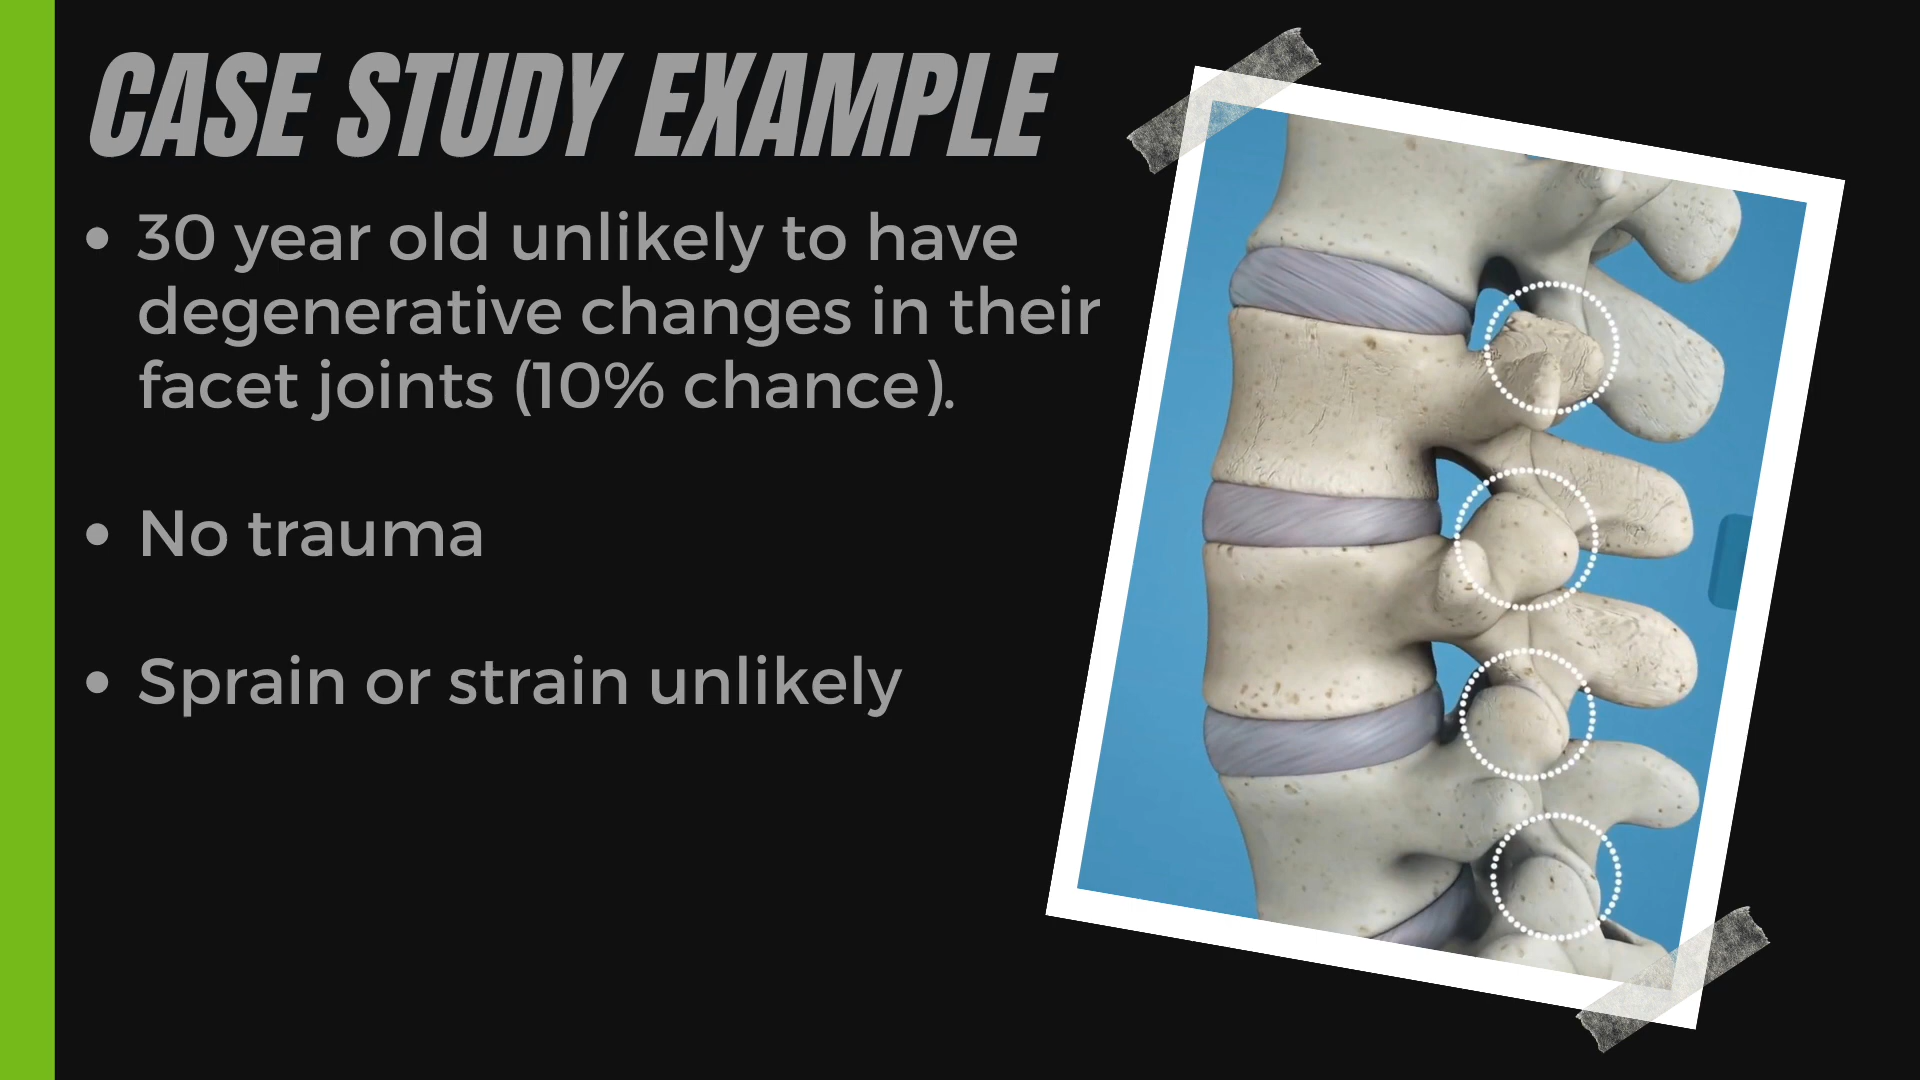 CASE STUDY EXAMPLE
• 30 year old unlikely to have
degenerative changes in their
facet joints (10% chance).
• No trauma
• Sprain or strain unlikely